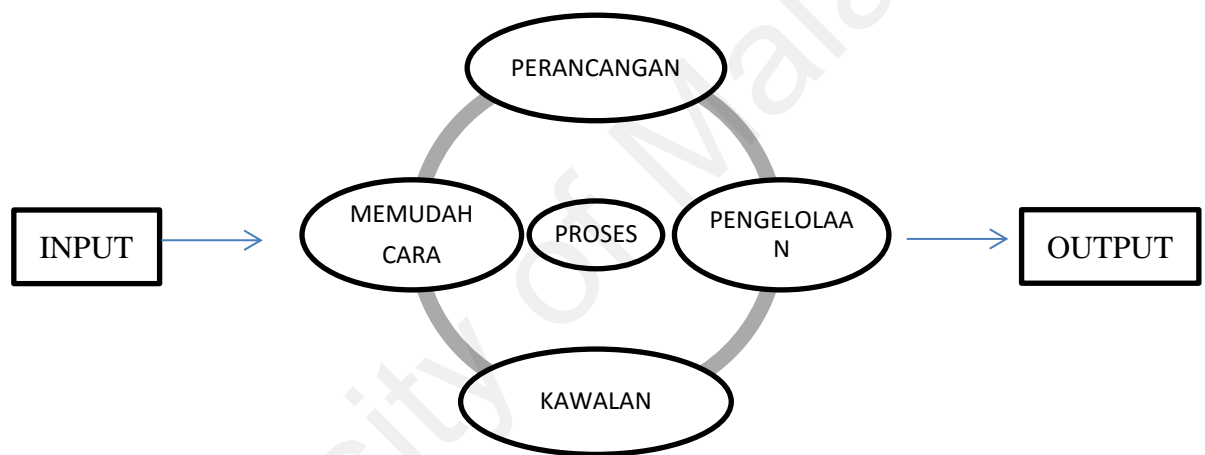 PERANCANGAN
INPUT
MEMUDAH
CARA
PROSES
PENGELOLAA
N
OUTPUT
KAWALAN